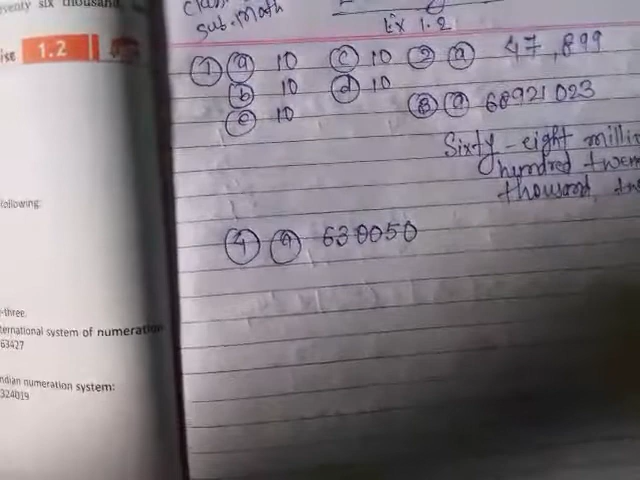 venty six thousand.
ise 1.2
following:
-three.
ternational system of numeration
63427
ndian numeration system:
324019
sub. math
Ex 1.2
1 a 10 c 10 2 a 47,899
b 10 d 10
e 10 3 a 68921023
Sixty-eight milli
hundred twen
thousand, tw
4 a 630050